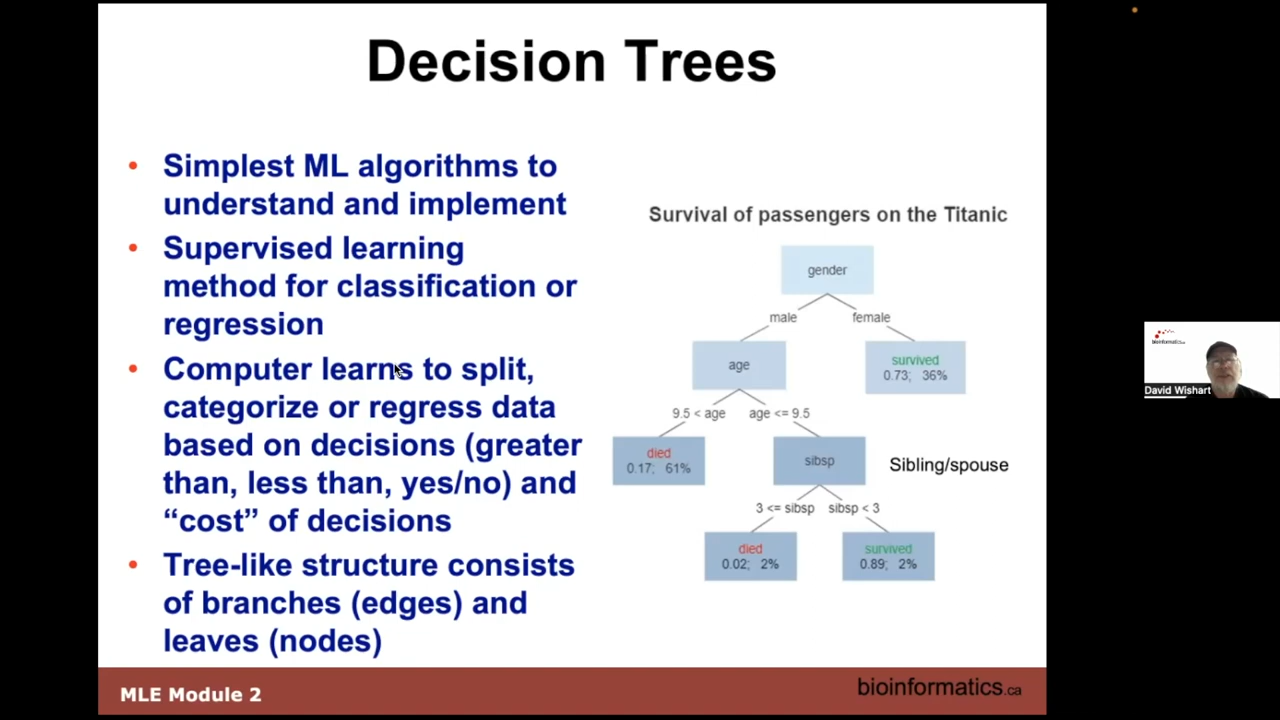 Decision Trees
• Simplest ML algorithms to
understand and implement
• Supervised learning
method for classification or
regression
• Computer learns to split,
categorize or regress data
based on decisions (greater
than, less than, yes/no) and
“cost” of decisions
• Tree-like structure consists
of branches (edges) and
leaves (nodes)
Survival of passengers on the Titanic
gender
male female
age survived
0.73; 36%
9.5 < age age <= 9.5
died
0.17; 61%
sibsp
Sibling/spouse
3 <= sibsp sibsp < 3
died
0.02; 2%
survived
0.89; 2%
MLE Module 2
bioinformatics.ca
bioinformatics.ca
David Wishart